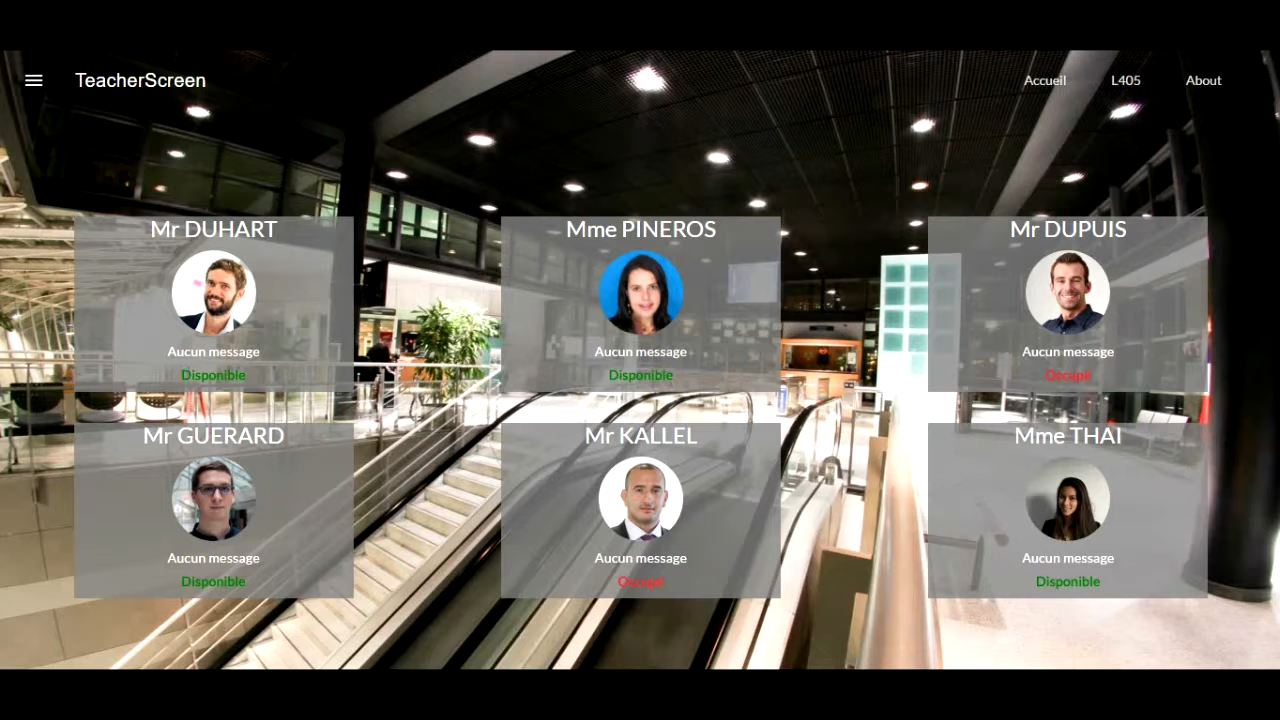 TeacherScreen
Accueil
L405
About
Mr DUHART
Aucun message
Disponible
Mme PINEROS
Aucun message
Disponible
Mr DUPUIS
Aucun message
Occupé
Mr GUERARD
Aucun message
Disponible
Mr KALLEL
Aucun message
Occupé
Mme THAI
Aucun message
Disponible